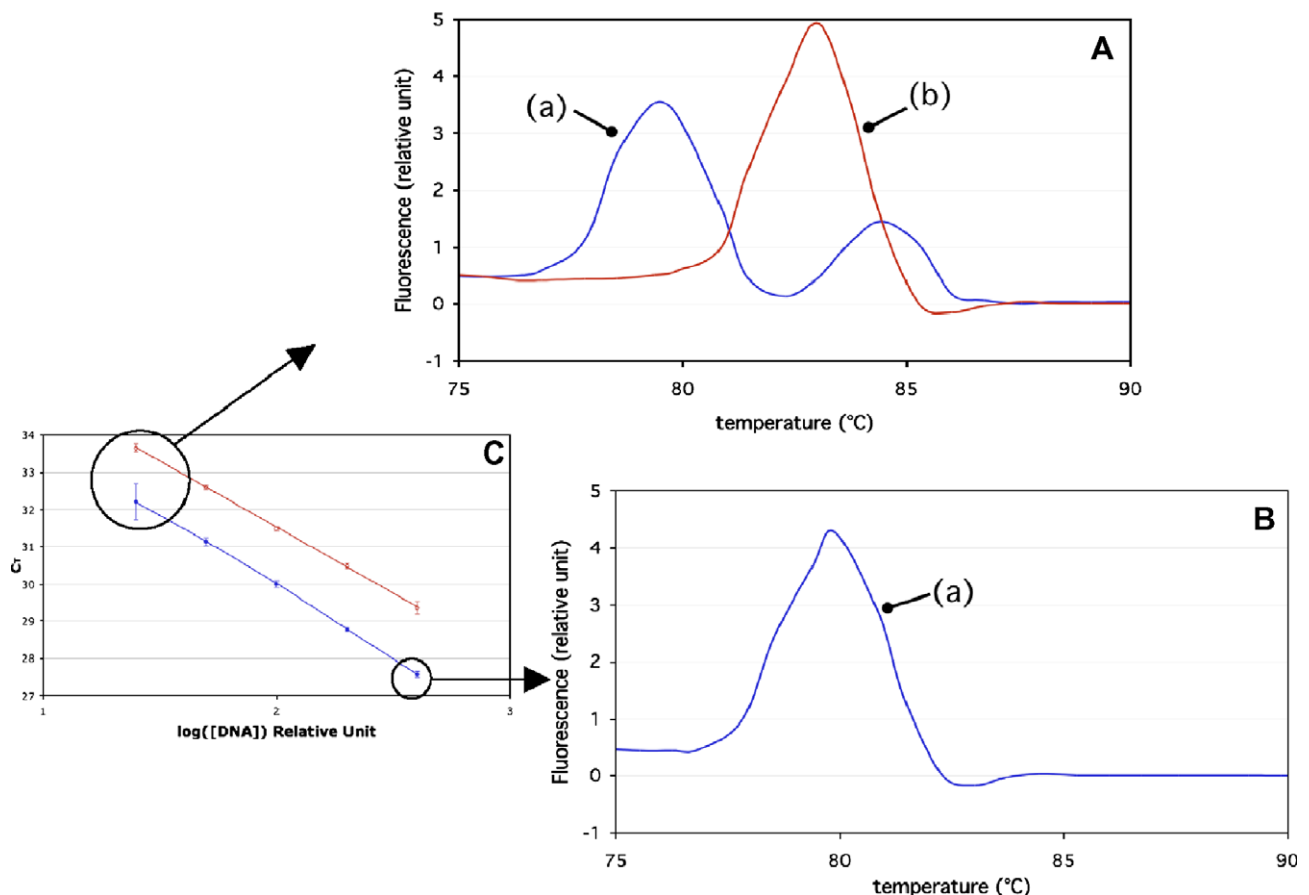 A
5
4
3
2
1
0
-1
Fluorescence (relative unit)
(a)
(b)
75
80
85
90
temperature (°C)
C
34
33
32
31
30
29
28
27
CT
1
2
3
log([DNA]) Relative Unit
B
5
4
3
2
1
0
-1
Fluorescence (relative unit)
(a)
75
80
85
90
temperature (°C)